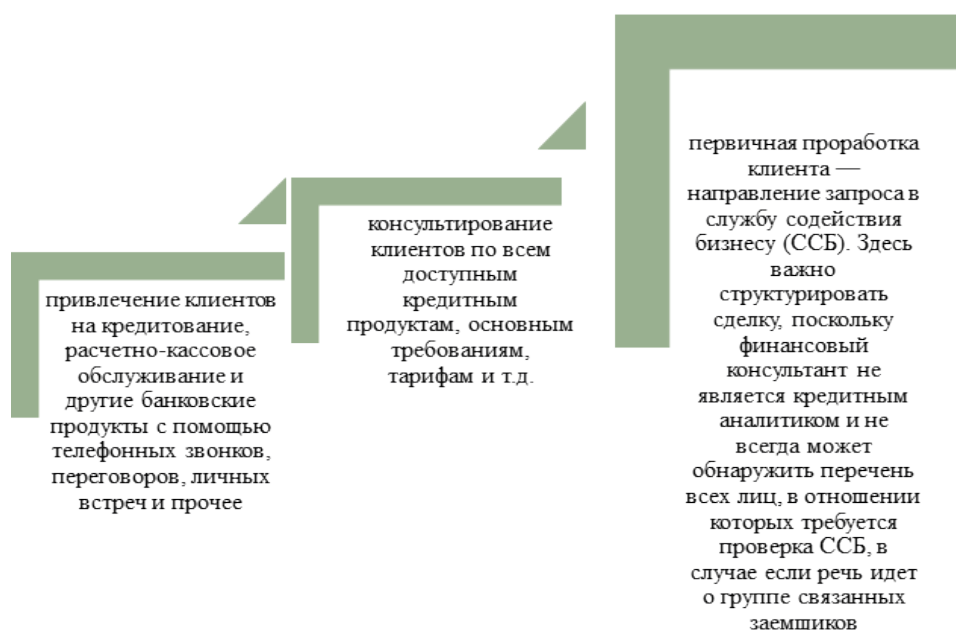 привлечение клиентов
на кредитование,
расчетно-кассовое
обслуживание и
другие банковские
продукты с помощью
телефонных звонков,
переговоров, личных
встреч и прочее
консультирование
клиентов по всем
доступным
кредитным
продуктам, основным
требованиям,
тарифам и т.д.
первичная проработка
клиента —
направление запроса в
службу содействия
бизнесу (ССБ). Здесь
важно
структурировать
сделку, поскольку
финансовый
консультант не
является кредитным
аналитиком и не
всегда может
обнаружить перечень
всех лиц, в отношении
которых требуется
проверка ССБ, в
случае если речь идет
о группе связанных
заемщиков